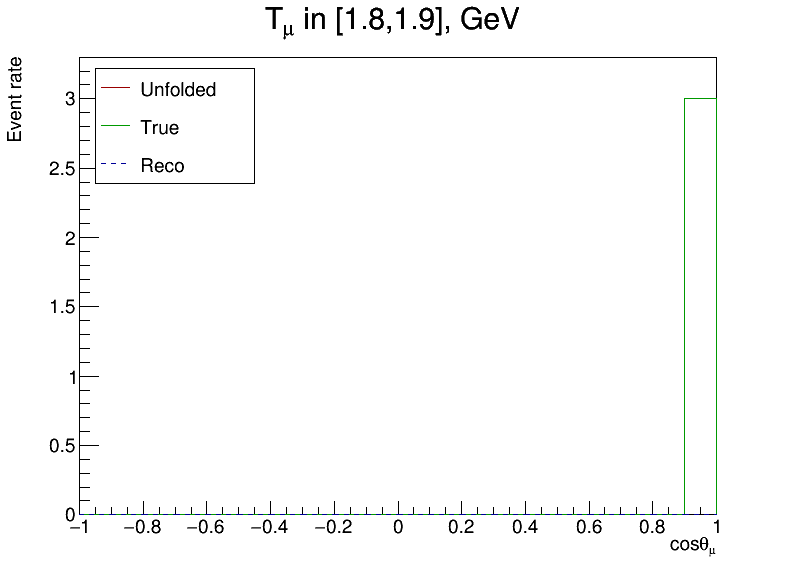 Tμ in [1.8,1.9], GeV
Event rate
Unfolded
True
Reco
3
2.5
2
1.5
1
0.5
0
−1 −0.8 −0.6 −0.4 −0.2 0 0.2 0.4 0.6 0.8 1
cosθμ